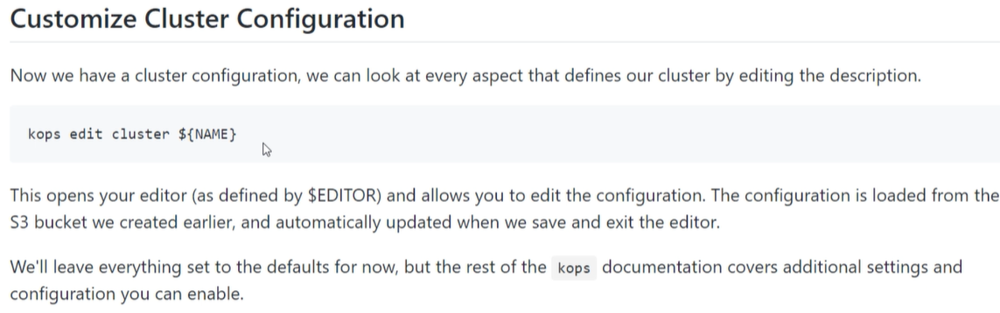 Customize Cluster Configuration
Now we have a cluster configuration, we can look at every aspect that defines our cluster by editing the description.
kops edit cluster ${NAME}
This opens your editor (as defined by $EDITOR) and allows you to edit the configuration. The configuration is loaded from the
S3 bucket we created earlier, and automatically updated when we save and exit the editor.
We'll leave everything set to the defaults for now, but the rest of the kops documentation covers additional settings and
configuration you can enable.